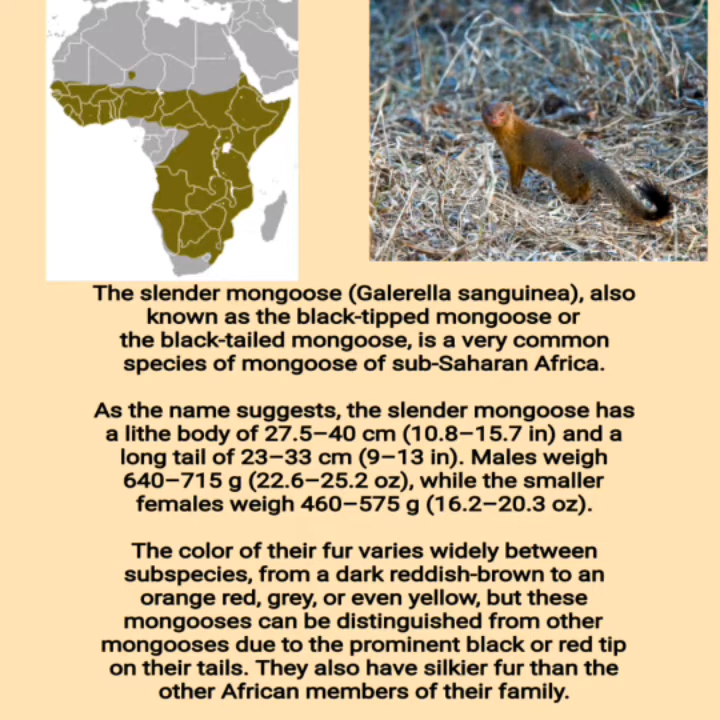 The slender mongoose (Galerella sanguinea), also
known as the black-tipped mongoose or
the black-tailed mongoose, is a very common
species of mongoose of sub-Saharan Africa.
As the name suggests, the slender mongoose has
a lithe body of 27.5–40 cm (10.8–15.7 in) and a
long tail of 23–33 cm (9–13 in). Males weigh
640–715 g (22.6–25.2 oz), while the smaller
females weigh 460–575 g (16.2–20.3 oz).
The color of their fur varies widely between
subspecies, from a dark reddish-brown to an
orange red, grey, or even yellow, but these
mongooses can be distinguished from other
mongooses due to the prominent black or red tip
on their tails. They also have silkier fur than the
other African members of their family.